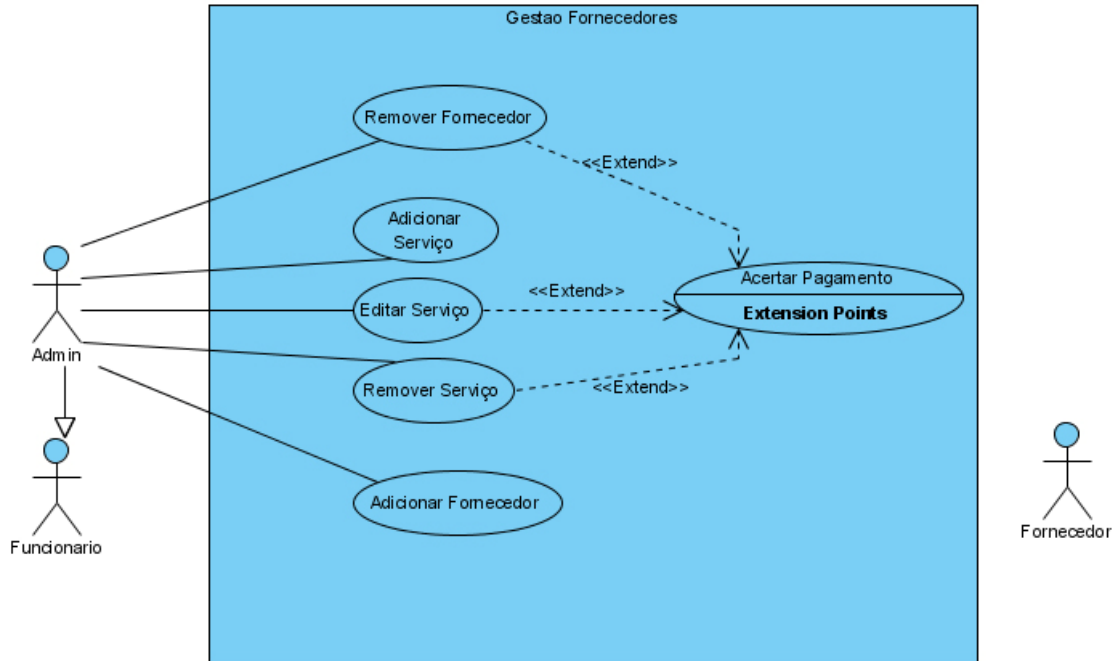 Gestao Fornecedores
Remover Fornecedor
<<Extend>>
Adicionar
Serviço
Acertar Pagamento
<<Extend>>
Editar Serviço
Extension Points
Admin
Remover Serviço
<<Extend>>
Adicionar Fornecedor
Fornecedor
Funcionario